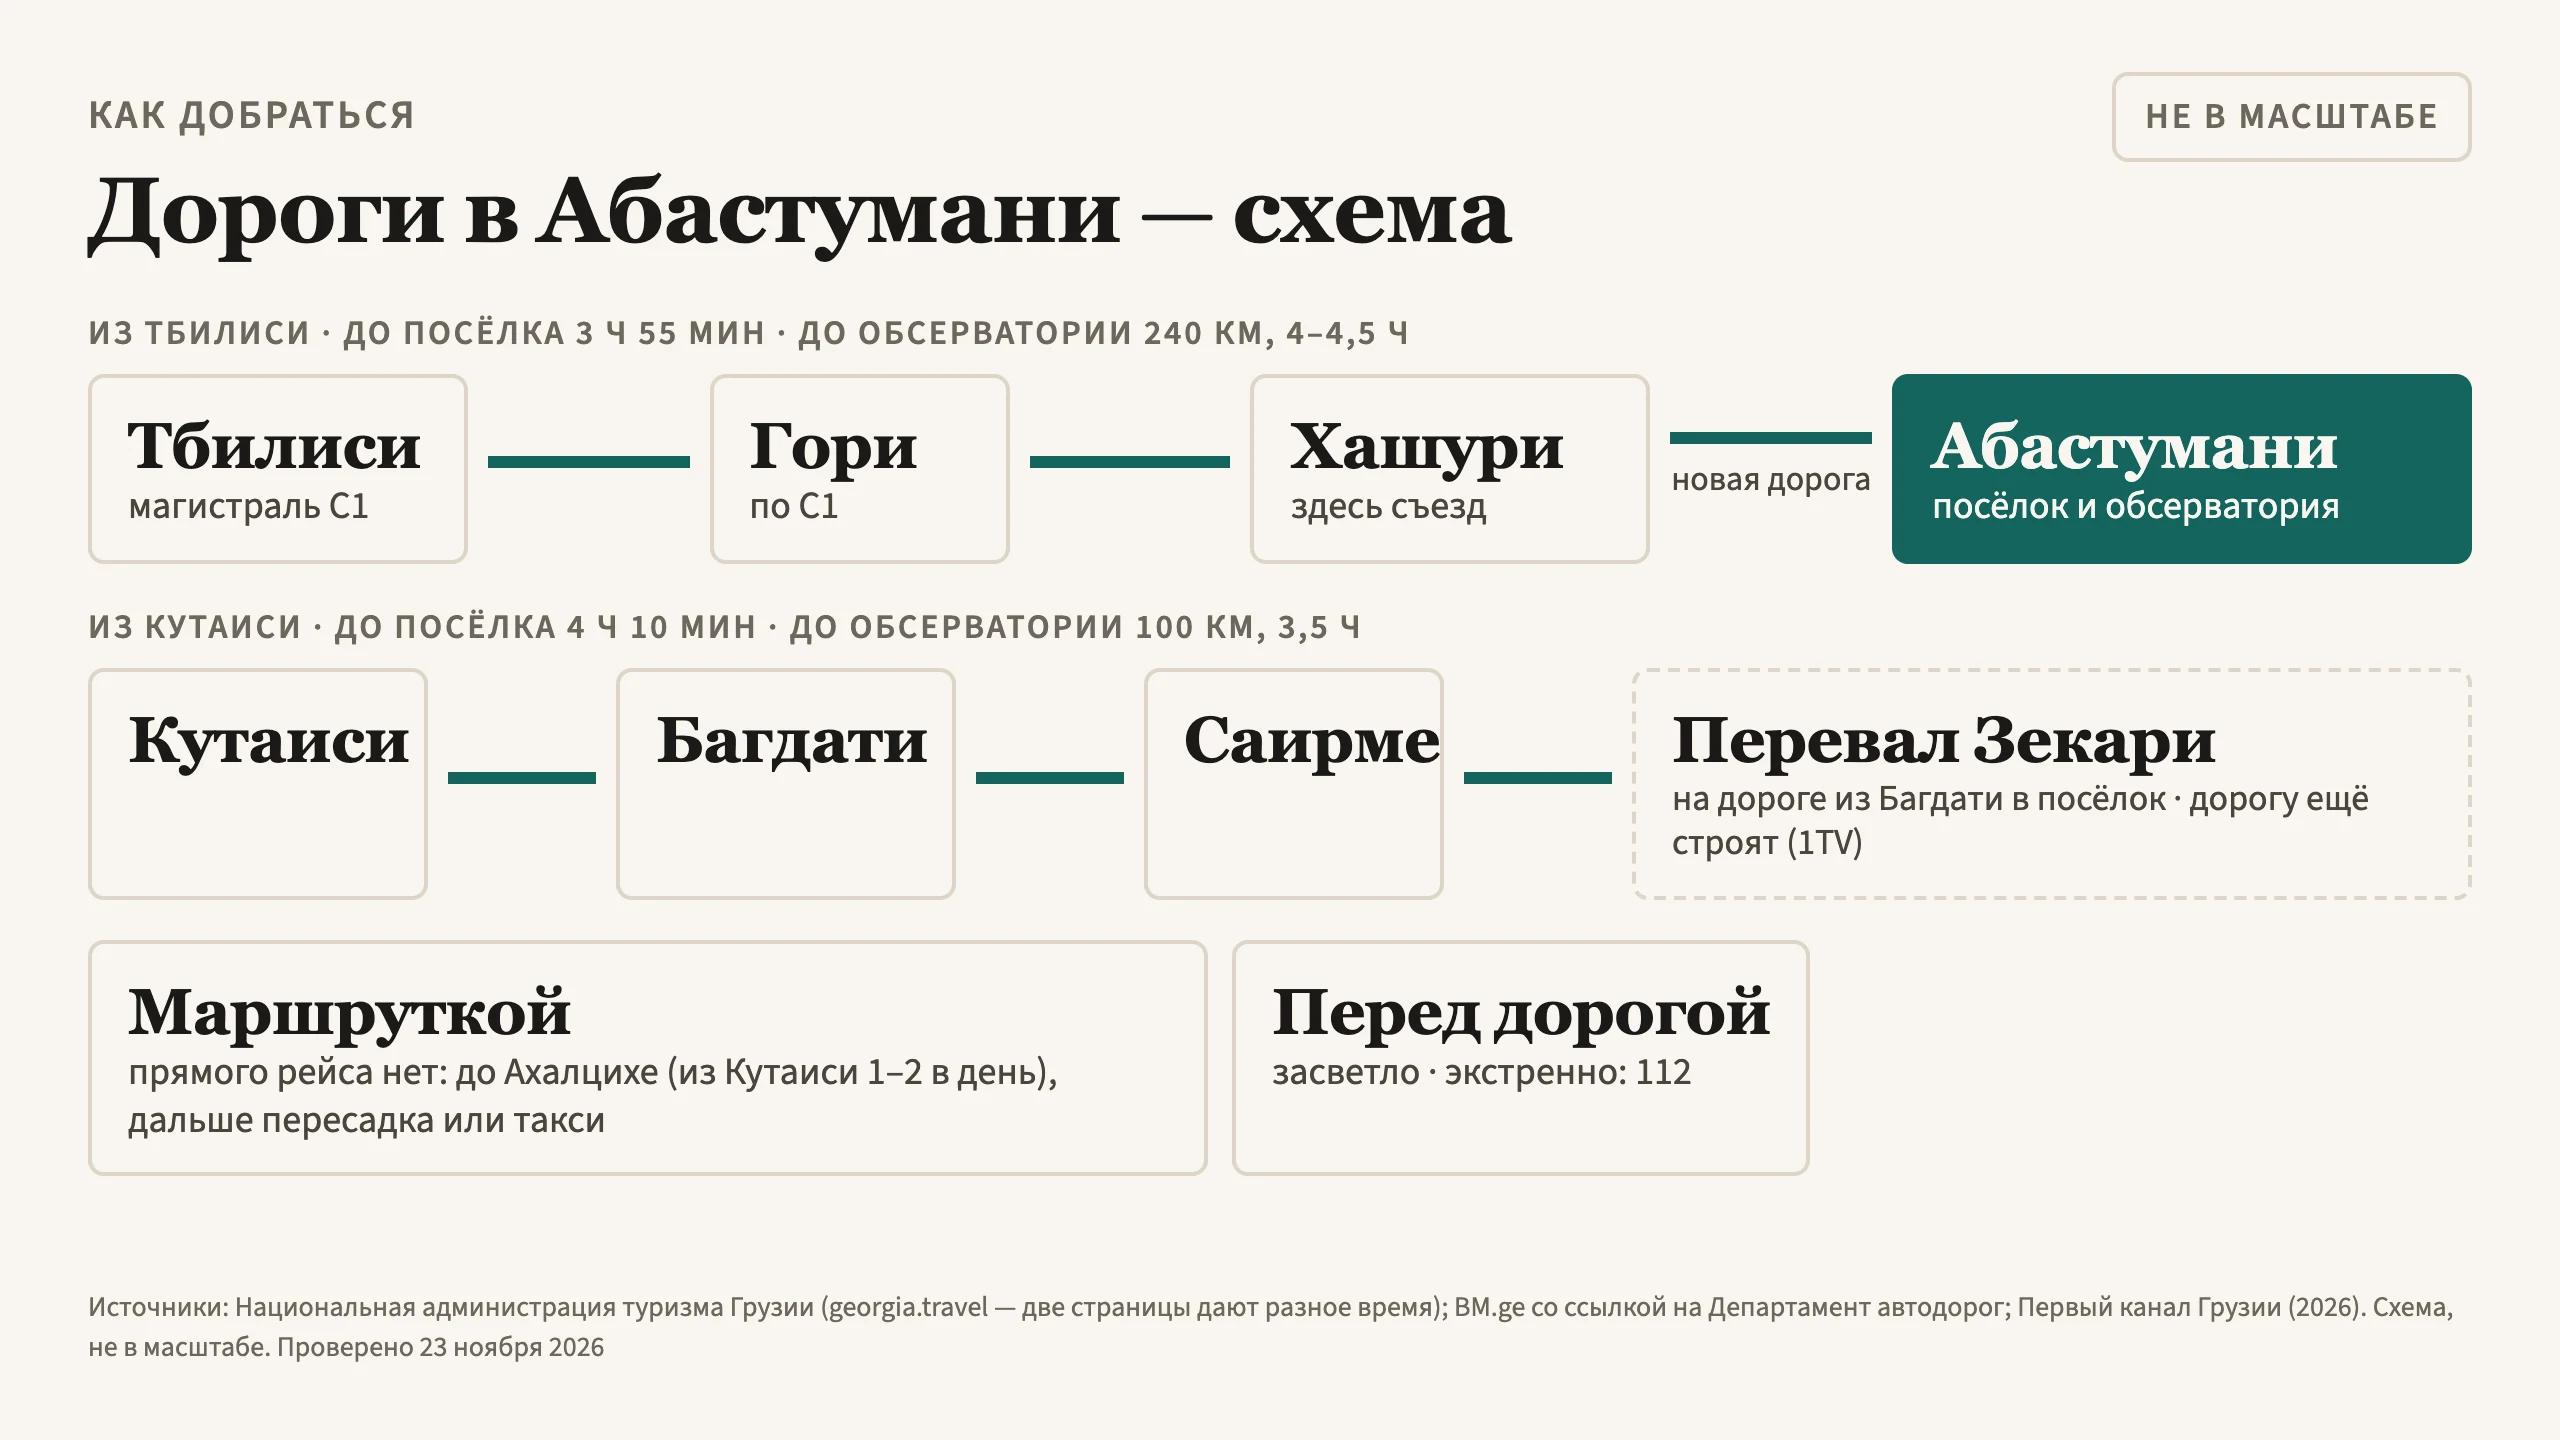 КАК ДОБРАТЬСЯ
НЕ В МАСШТАБЕ
Дороги в Абастумани — схема
ИЗ ТБИЛИСИ · ДО ПОСЁЛКА 3 Ч 55 МИН · ДО ОБСЕРВАТОРИИ 240 КМ, 4–4,5 Ч
Тбилиси
магистраль С1
Гори
по С1
Хашури
здесь съезд
новая дорога
Абастумани
посёлок и обсерватория
ИЗ КУТАИСИ · ДО ПОСЁЛКА 4 Ч 10 МИН · ДО ОБСЕРВАТОРИИ 100 КМ, 3,5 Ч
Кутаиси
Багдати
Саирме
Перевал Зекари
на дороге из Багдати в посёлок · дорогу ещё
строят (1TV)
Маршруткой
прямого рейса нет: до Ахалцихе (из Кутаиси 1–2 в день),
дальше пересадка или такси
Перед дорогой
засветло · экстренно: 112
Источники: Национальная администрация туризма Грузии (georgia.travel — две страницы дают разное время); BM.ge со ссылкой на Департамент автодорог; Первый канал Грузии (2026). Схема,
не в масштабе. Проверено 23 ноября 2026